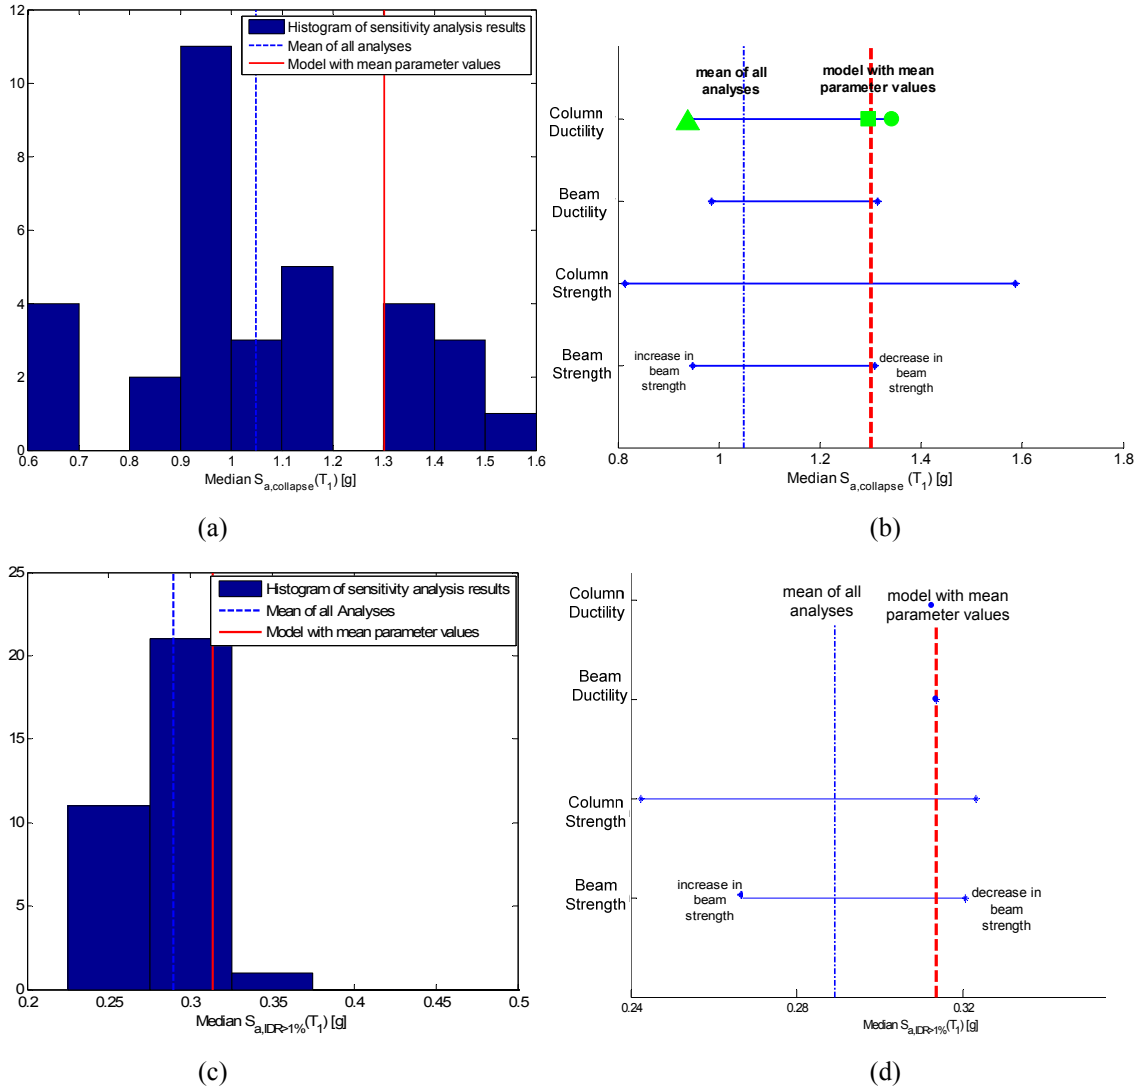 12
10
8
6
4
2
0
0.6 0.7 0.8 0.9 1 1.1 1.2 1.3 1.4 1.5 1.6
Median Sa,collapse(T1) [g]
Histogram of sensitivity analysis results
Mean of all analyses
Model with mean parameter values
(a)
mean of all
analyses
model with mean
parameter values
Column
Ductility
Beam
Ductility
Column
Strength
Beam
Strength
increase in
beam
strength
decrease in
beam
strength
0.8 1 1.2 1.4 1.6 1.8
Median Sa,collapse (T1) [g]
(b)
25
20
15
10
5
0
0.2 0.25 0.3 0.35 0.4 0.45 0.5
Median Sa,IDR>1%(T1) [g]
Histogram of sensitivity analysis results
Mean of all Analyses
Model with mean parameter values
(c)
mean of all
analyses
model with mean
parameter values
Column
Ductility
Beam
Ductility
Column
Strength
Beam
Strength
increase in
beam
strength
decrease in
beam
strength
0.24 0.28 0.32
Median Sa,IDR>1%(T1) [g]
(d)